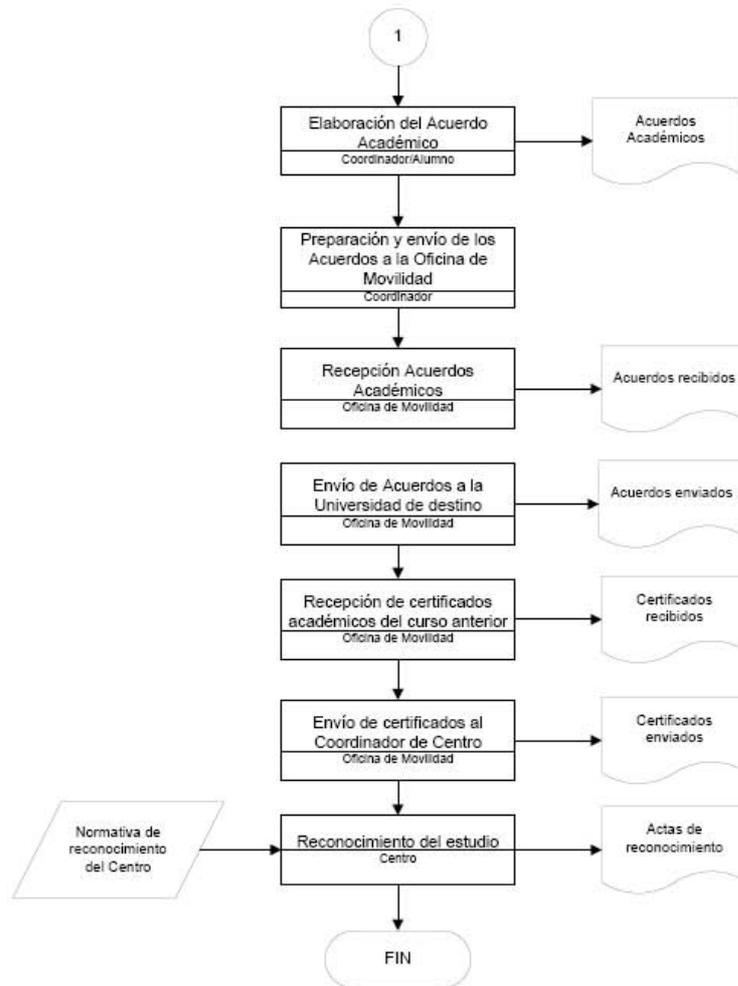 1
Elaboración del Acuerdo
Académico
Coordinador/Alumno
Acuerdos
Académicos
Preparación y envío de los
Acuerdos a la Oficina de
Movilidad
Coordinador
Recepción Acuerdos
Académicos
Oficina de Movilidad
Acuerdos recibidos
Envío de Acuerdos a la
Universidad de destino
Oficina de Movilidad
Acuerdos enviados
Recepción de certificados
académicos del curso anterior
Oficina de Movilidad
Certificados
recibidos
Envío de certificados al
Coordinador de Centro
Oficina de Movilidad
Certificados
enviados
Normativa de
reconocimiento
del Centro
Reconocimiento del estudio
Centro
Actas de
reconocimiento
FIN